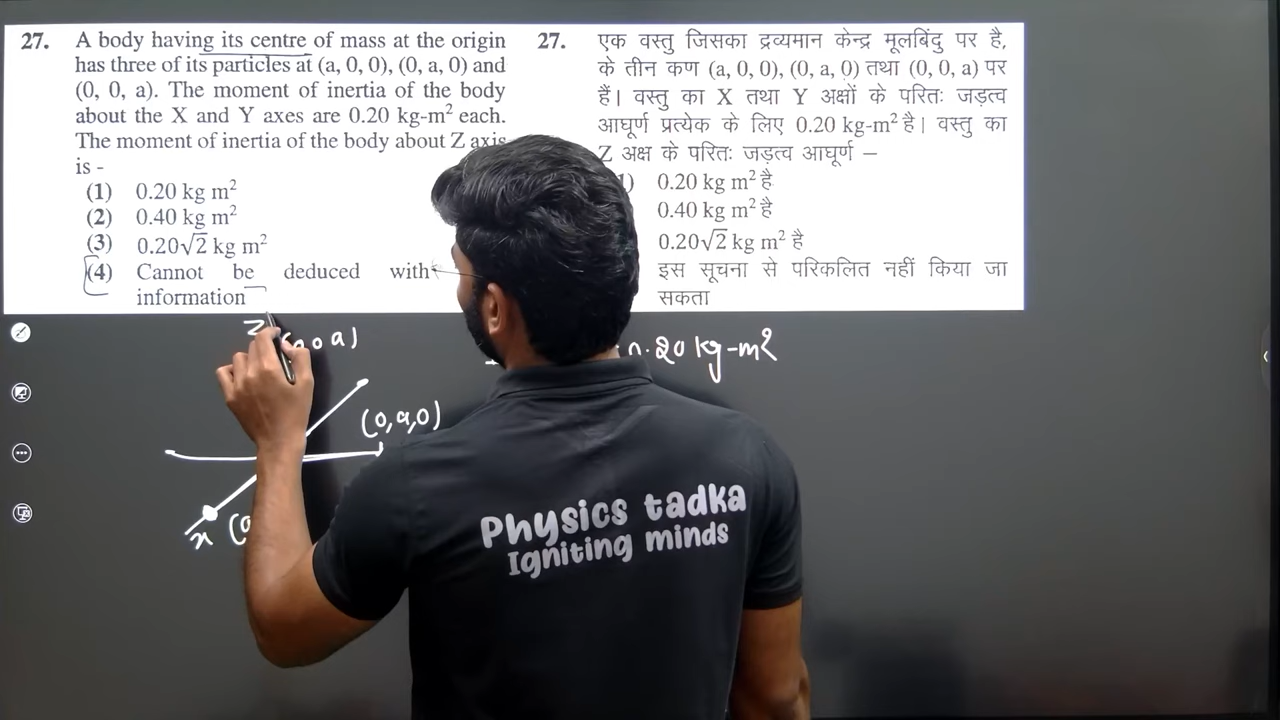 27. A body having its centre of mass at the origin
has three of its particles at (a, 0, 0), (0, a, 0) and
(0, 0, a). The moment of inertia of the body
about the X and Y axes are 0.20 kg-m² each.
The moment of inertia of the body about Z axis
is -
(1) 0.20 kg m²
(2) 0.40 kg m²
(3) 0.20√2 kg m²
(4) Cannot be deduced with
information
27. एक वस्तु जिसका द्रव्यमान केन्द्र मूलबिंदु पर है,
के तीन कण (a, 0, 0), (0, a, 0) तथा (0, 0, a) पर
हैं। वस्तु का X तथा Y अक्षों के परितः जड़त्व
आघूर्ण प्रत्येक के लिए 0.20 kg-m² है। वस्तु का
Z अक्ष के परितः जड़त्व आघूर्ण –
0.20 kg m² है
0.40 kg m² है
0.20√2 kg m² है
इस सूचना से परिकलित नहीं किया जा
सकता
0 a)
0.20 kg-m²
(0, a, 0)
x
Physics tadka
Igniting minds